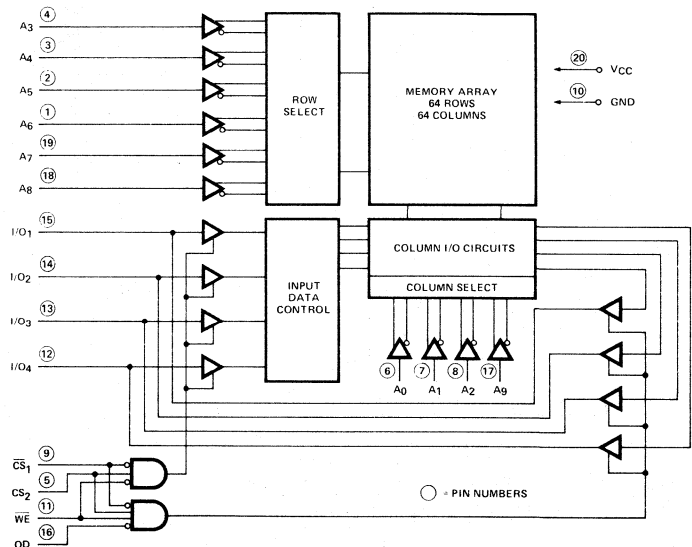 A3 4
A4 3
A5 2
A6 1
A7 19
A8 18
ROW
SELECT
MEMORY ARRAY
64 ROWS
64 COLUMNS
20 VCC
10 GND
I/O1 15
I/O2 14
I/O3 13
I/O4 12
INPUT
DATA
CONTROL
COLUMN I/O CIRCUITS
COLUMN SELECT
6 7 8 17
A0 A1 A2 A9
CS1 9
CS2 5
WE 11
OD 16
= PIN NUMBERS